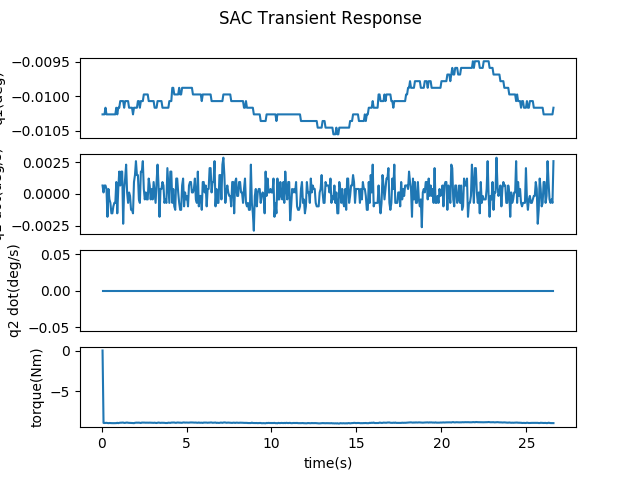 SAC Transient Response
−0.0095
−0.0100
−0.0105
q1(deg)
0.0025
0.0000
−0.0025
dot(deg/s)
0.05
0.00
−0.05
q2 dot(deg/s)
0
−5
torque(Nm)
0 5 10 15 20 25
time(s)